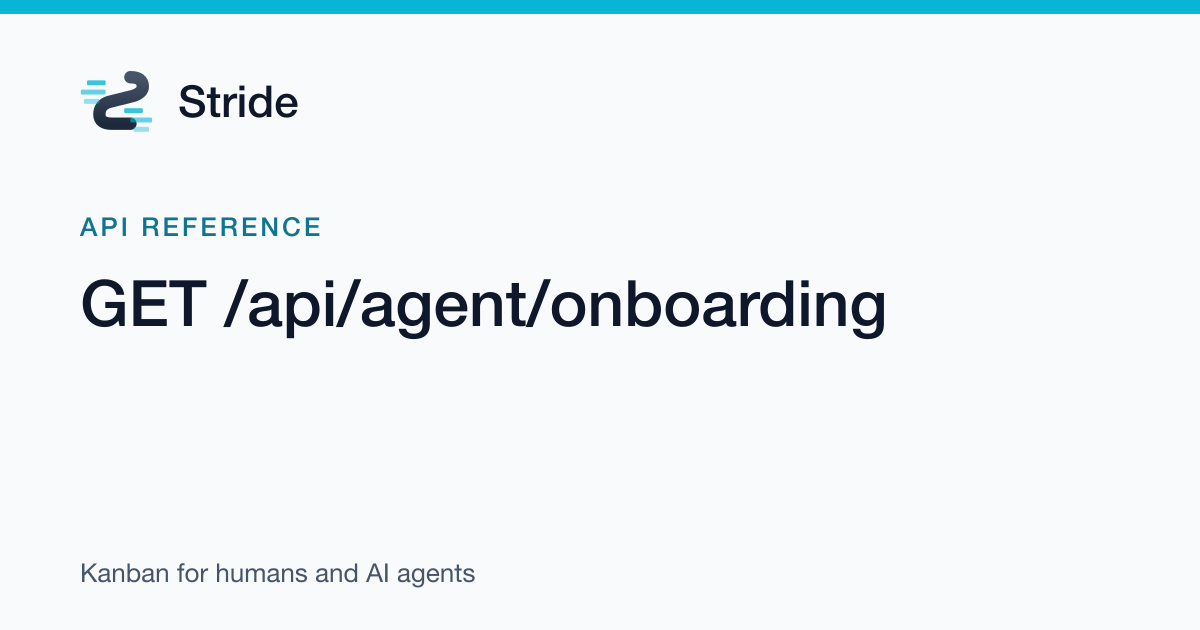 Stride
API REFERENCE
GET /api/agent/onboarding
Kanban for humans and AI agents